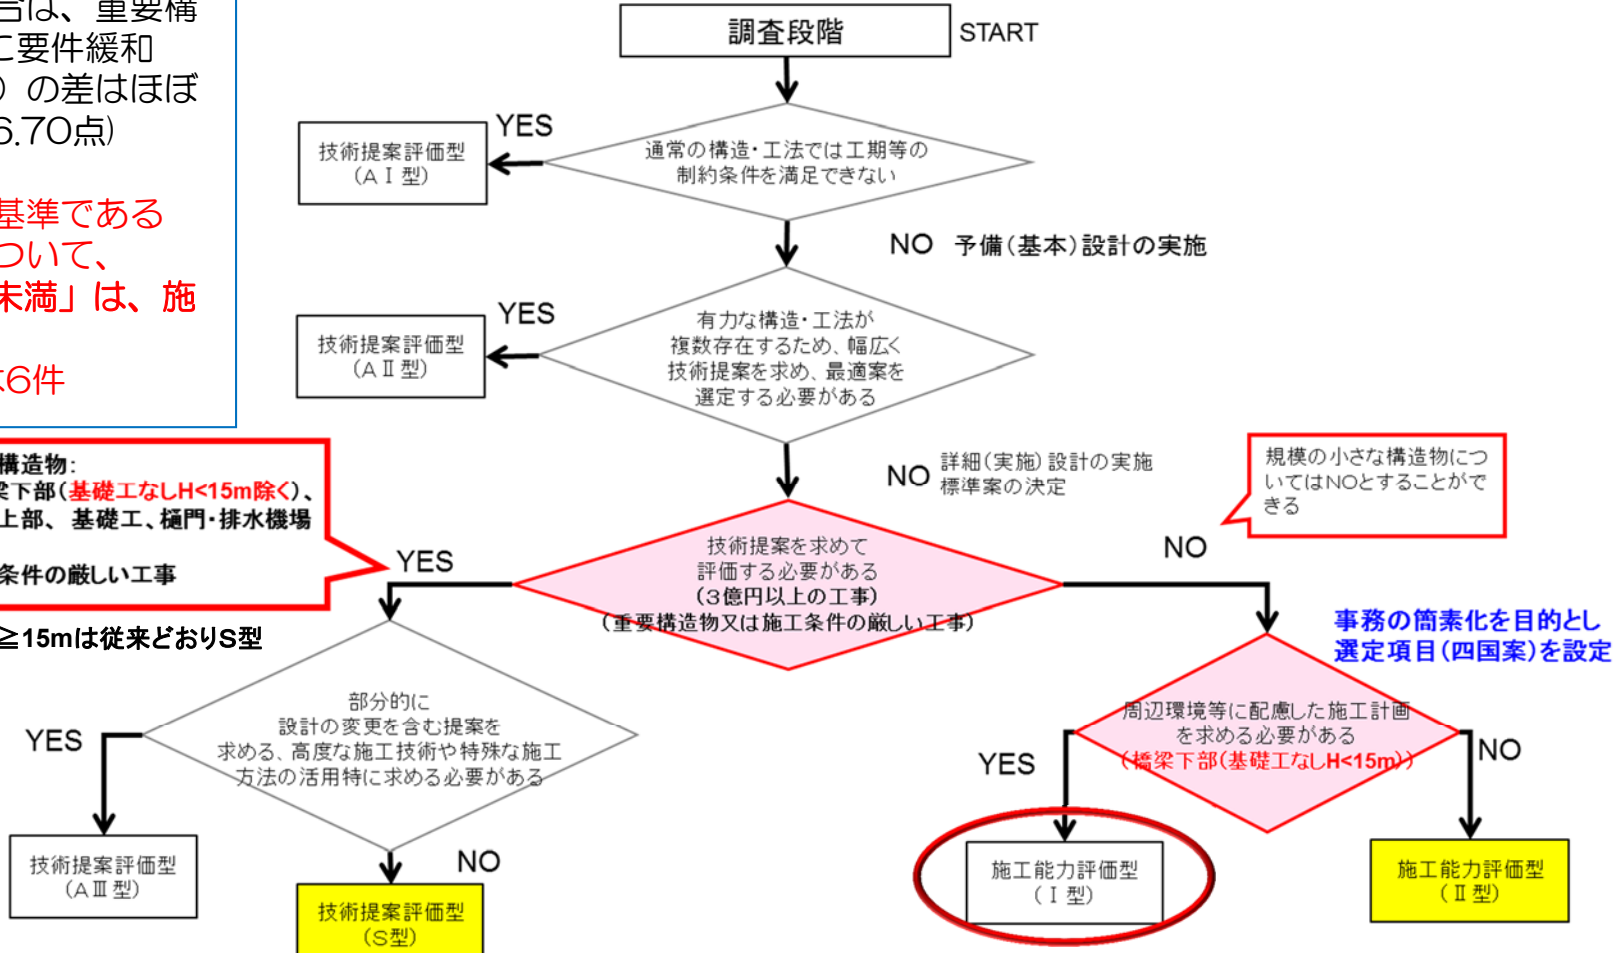 合は、重要構
に要件緩和
）の差はほぼ
6.70点）
基準である
ついて、
未満」は、施
は6件
調査段階
START
通常の構造・工法では工期等の
制約条件を満足できない
YES
技術提案評価型
（AⅠ型）
NO 予備（基本）設計の実施
有力な構造・工法が
複数存在するため、幅広く
技術提案を求め、最適案を
選定する必要がある
YES
技術提案評価型
（AⅡ型）
NO
詳細（実施）設計の実施
標準案の決定
規模の小さな構造物につ
いてはNOとすることがで
きる
構造物：
梁下部（基礎工なしH<15m除く）、
上部、 基礎工、樋門・排水機場
条件の厳しい工事
≧15mは従来どおりS型
YES
技術提案を求めて
評価する必要がある
（３億円以上の工事）
（重要構造物又は施工条件の厳しい工事）
NO
事務の簡素化を目的とし
選定項目（四国案）を設定
部分的に
設計の変更を含む提案を
求める、高度な施工技術や特殊な施工
方法の活用特に求める必要がある
YES
NO
周辺環境等に配慮した施工計画
を求める必要がある
（橋梁下部（基礎工なしH<15m））
YES
NO
技術提案評価型
（AⅢ型）
技術提案評価型
（S型）
施工能力評価型
（Ⅰ型）
施工能力評価型
（Ⅱ型）